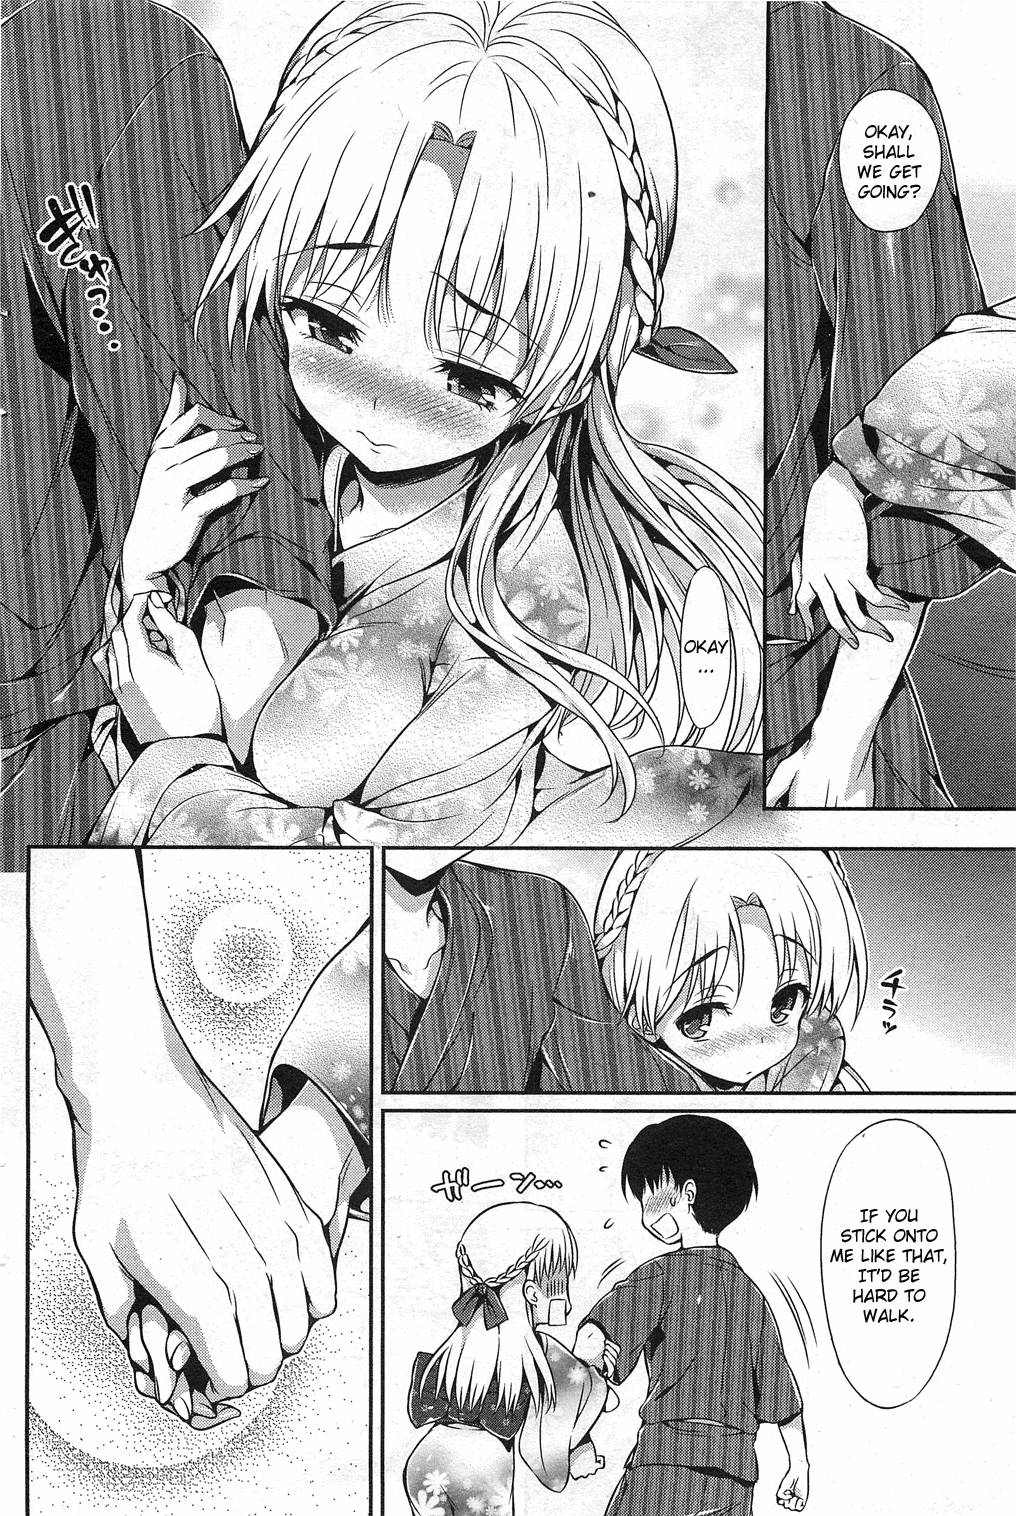 OKAY,
SHALL
WE GET
GOING?
ぎゅっ・・・
OKAY
...
チラッ
ガーン・・・
IF YOU
STICK ONTO
ME LIKE THAT,
IT'D BE
HARD TO
WALK.